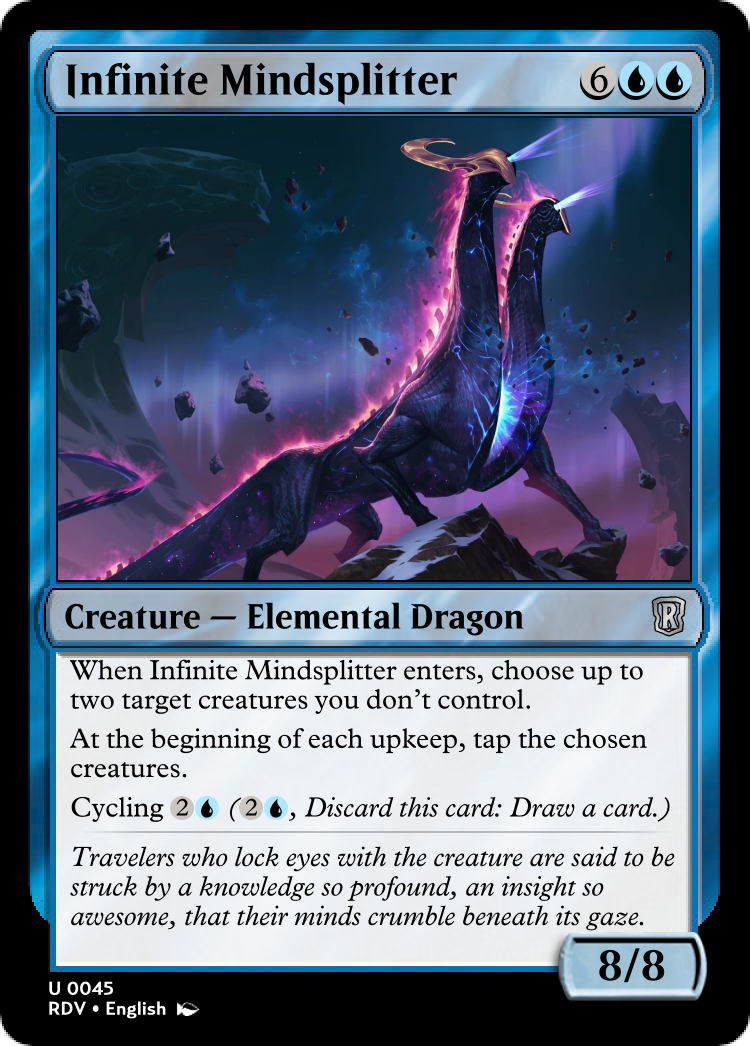 Infinite Mindsplitter 6
Creature — Elemental Dragon R
When Infinite Mindsplitter enters, choose up to
two target creatures you don’t control.
At the beginning of each upkeep, tap the chosen
creatures.
Cycling 2 (2, Discard this card: Draw a card.)
Travelers who lock eyes with the creature are said to be
struck by a knowledge so profound, an insight so
awesome, that their minds crumble beneath its gaze.
8/8
U 0045
RDV • English